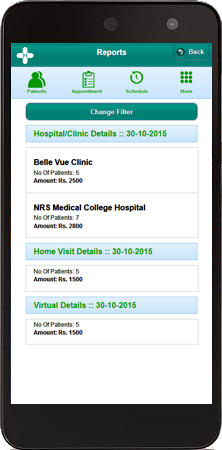 Reports
Back
Patients
Appointment
Schedule
More
Change Filter
Hospital/Clinic Details :: 30-10-2015
Belle Vue Clinic
No Of Patients: 5
Amount: Rs. 2500
NRS Medical College Hospital
No Of Patients: 7
Amount: Rs. 2800
Home Visit Details :: 30-10-2015
No Of Patients: 5
Amount: Rs. 1500
Virtual Details :: 30-10-2015
No Of Patients: 5
Amount: Rs. 1500